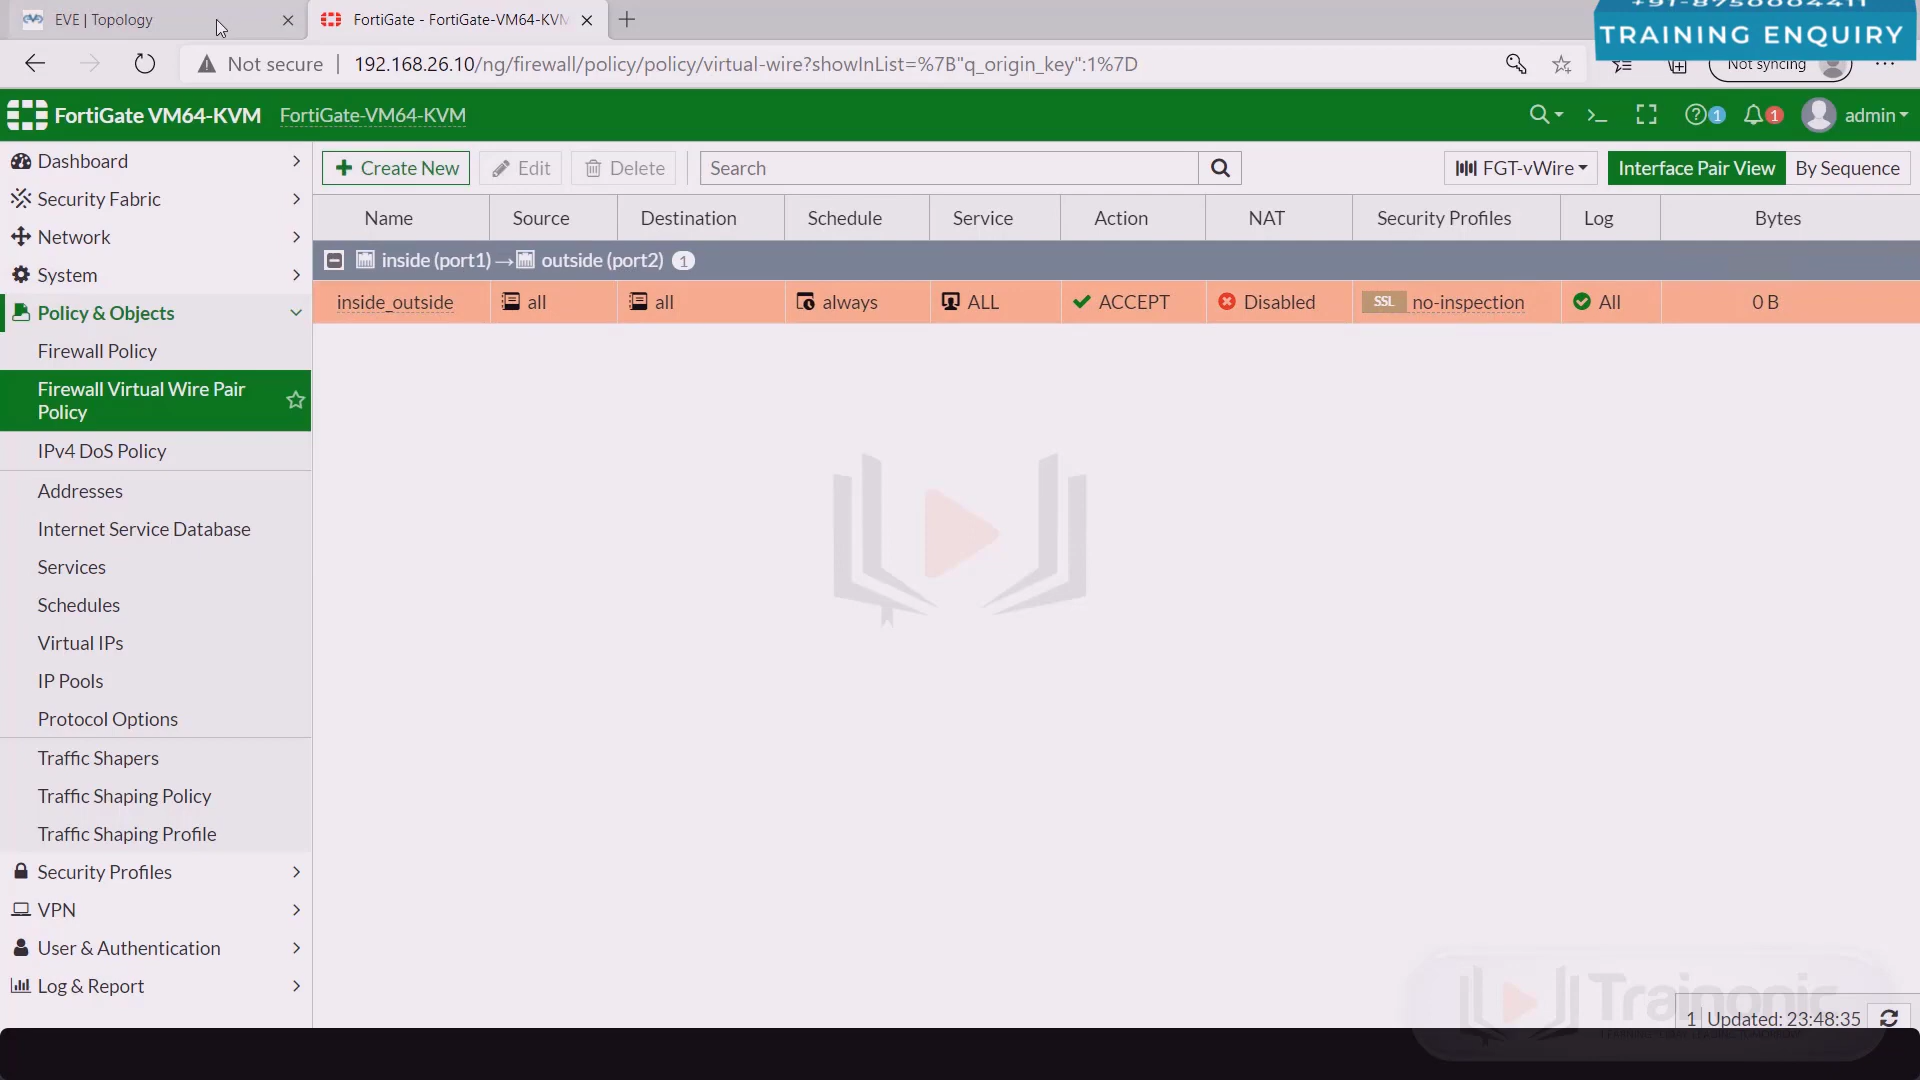 EVE | Topology
FortiGate - FortiGate-VM64-KVM
TRAINING ENQUIRY
Not secure | 192.168.26.10/ng/firewall/policy/policy/virtual-wire?showInList=%7B"q_origin_key":1%7D
Not syncing
FortiGate VM64-KVM FortiGate-VM64-KVM
1 1 admin
Dashboard
Security Fabric
Network
System
Policy & Objects
Firewall Policy
Firewall Virtual Wire Pair
Policy
IPv4 DoS Policy
Addresses
Internet Service Database
Services
Schedules
Virtual IPs
IP Pools
Protocol Options
Traffic Shapers
Traffic Shaping Policy
Traffic Shaping Profile
Security Profiles
VPN
User & Authentication
Log & Report
+ Create New Edit Delete Search FGT-vWire Interface Pair View By Sequence
Name Source Destination Schedule Service Action NAT Security Profiles Log Bytes
inside (port1) → outside (port2) 1
inside_outside all all always ALL ACCEPT Disabled SSL no-inspection All 0 B
1 Updated: 23:48:35